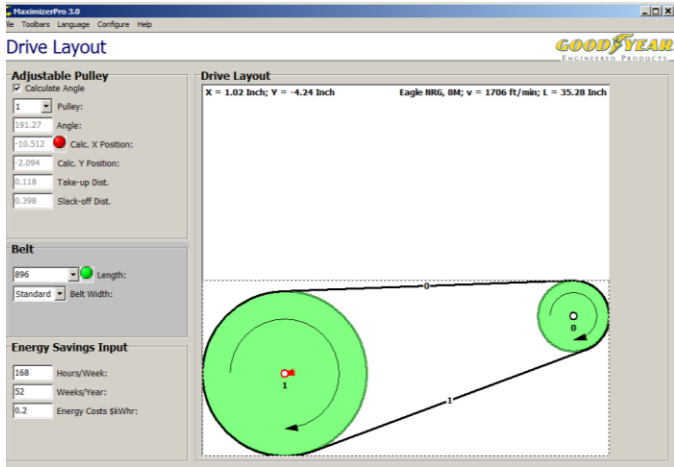 MaximizerPro 3.0
File Toolbars Language Configure Help
Drive Layout
GOODYEAR
ENGINEERED PRODUCTS
Adjustable Pulley
Calculate Angle
1 Pulley:
191.27 Angle:
-10.512 Calc. X Position:
-2.094 Calc. Y Position:
0.118 Take-up Dist.
0.398 Slack-off Dist.
Belt
896 Length:
Standard Belt Width:
Energy Savings Input
168 Hours/Week:
52 Weeks/Year:
0.2 Energy Costs $kWhr:
Drive Layout
X = 1.02 Inch; Y = -4.24 Inch Eagle NRG, 8M; v = 1706 ft/min; L = 35.28 Inch
0
0
1
1